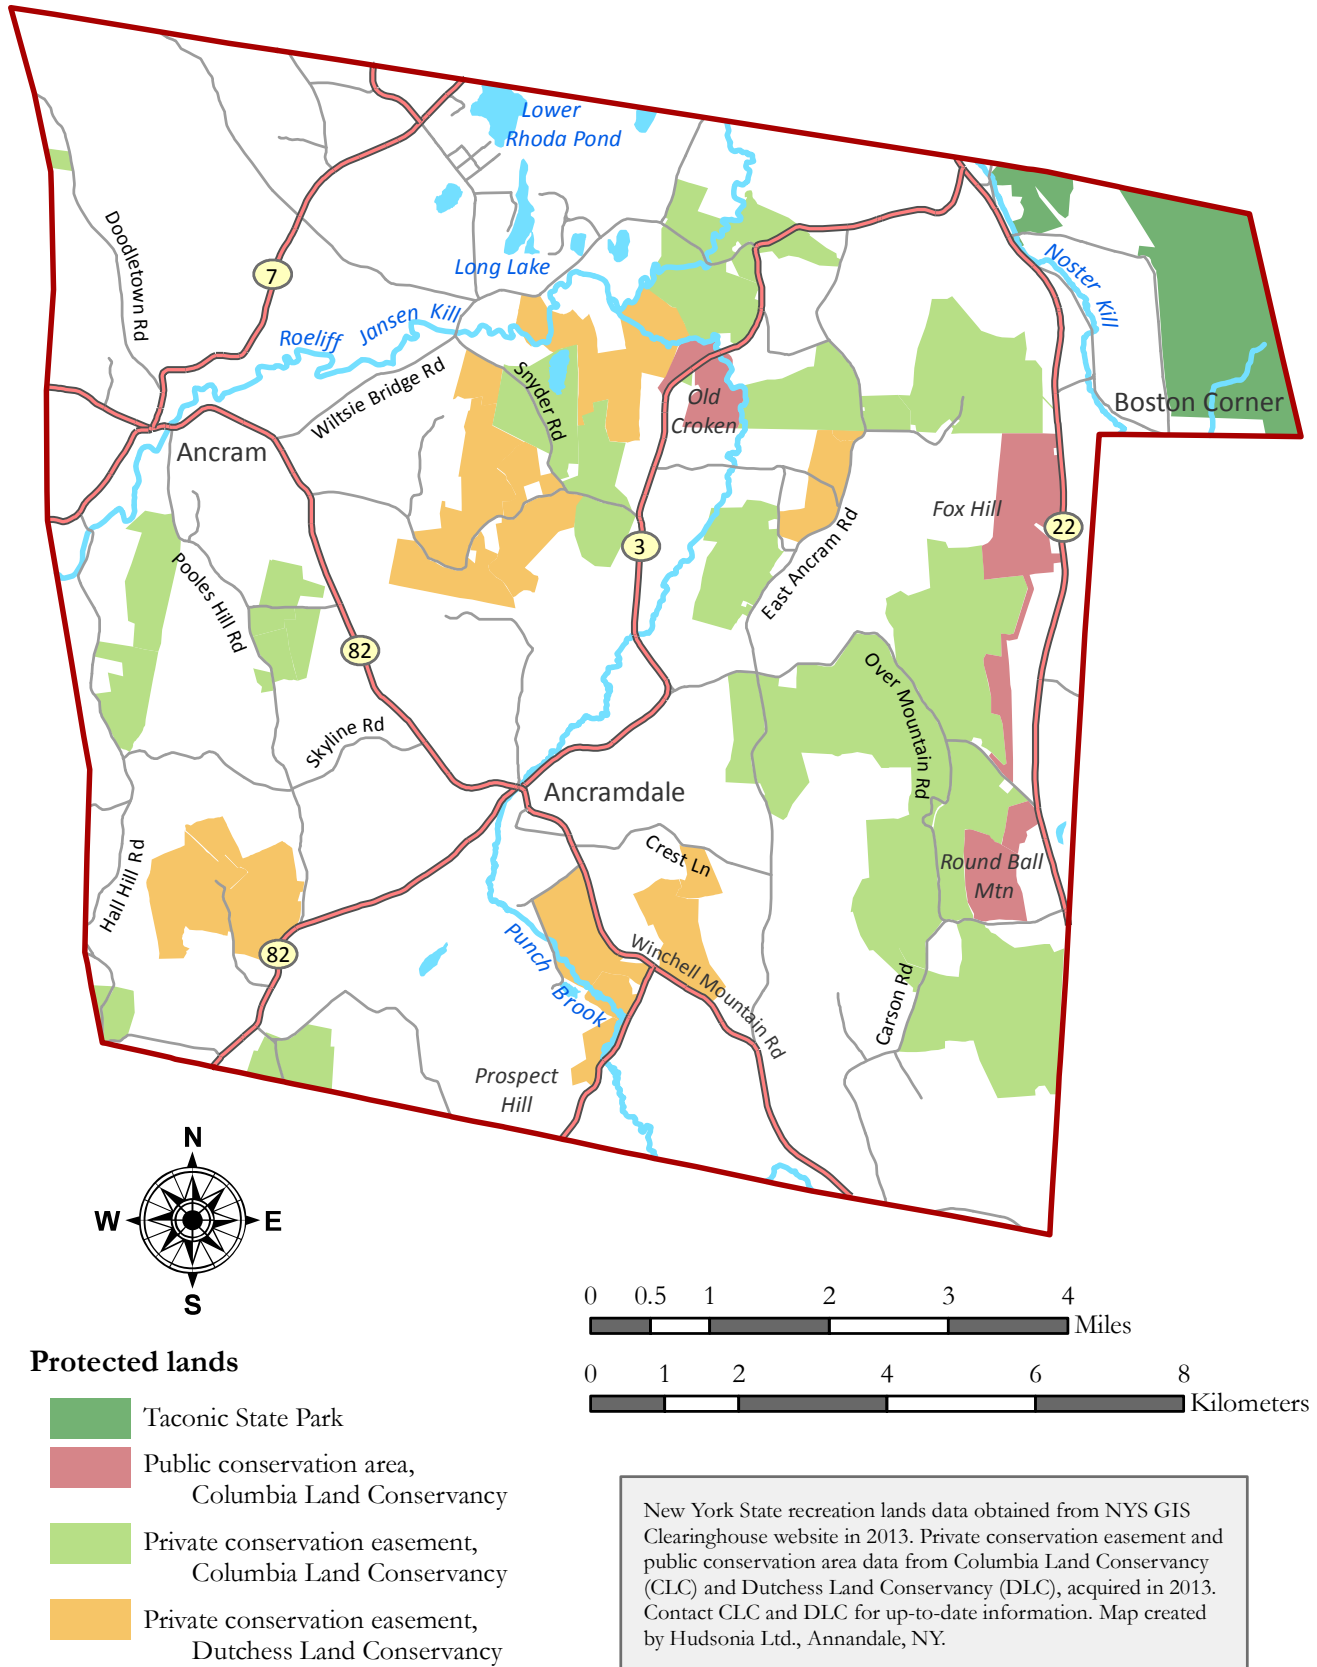 Lower
Rhoda Pond
Doodletown Rd
7
Long Lake
Noster Kill
Roeliff Jansen Kill
Wiltsie Bridge Rd
Snyder Rd
Old
Croken
Boston Corner
Ancram
Fox Hill
22
3
East Ancram Rd
Pooles Hill Rd
82
Over Mountain Rd
Skyline Rd
Ancramdale
Crest Ln
Round Ball
Mtn
Hall Hill Rd
82
Punch Brook
Winchell Mountain Rd
Carson Rd
Prospect
Hill
N
W E
S
0 0.5 1 2 3 4
Miles
0 1 2 4 6 8
Kilometers
Protected lands
Taconic State Park
Public conservation area,
Columbia Land Conservancy
Private conservation easement,
Columbia Land Conservancy
Private conservation easement,
Dutchess Land Conservancy
New York State recreation lands data obtained from NYS GIS
Clearinghouse website in 2013. Private conservation easement and
public conservation area data from Columbia Land Conservancy
(CLC) and Dutchess Land Conservancy (DLC), acquired in 2013.
Contact CLC and DLC for up-to-date information. Map created
by Hudsonia Ltd., Annandale, NY.